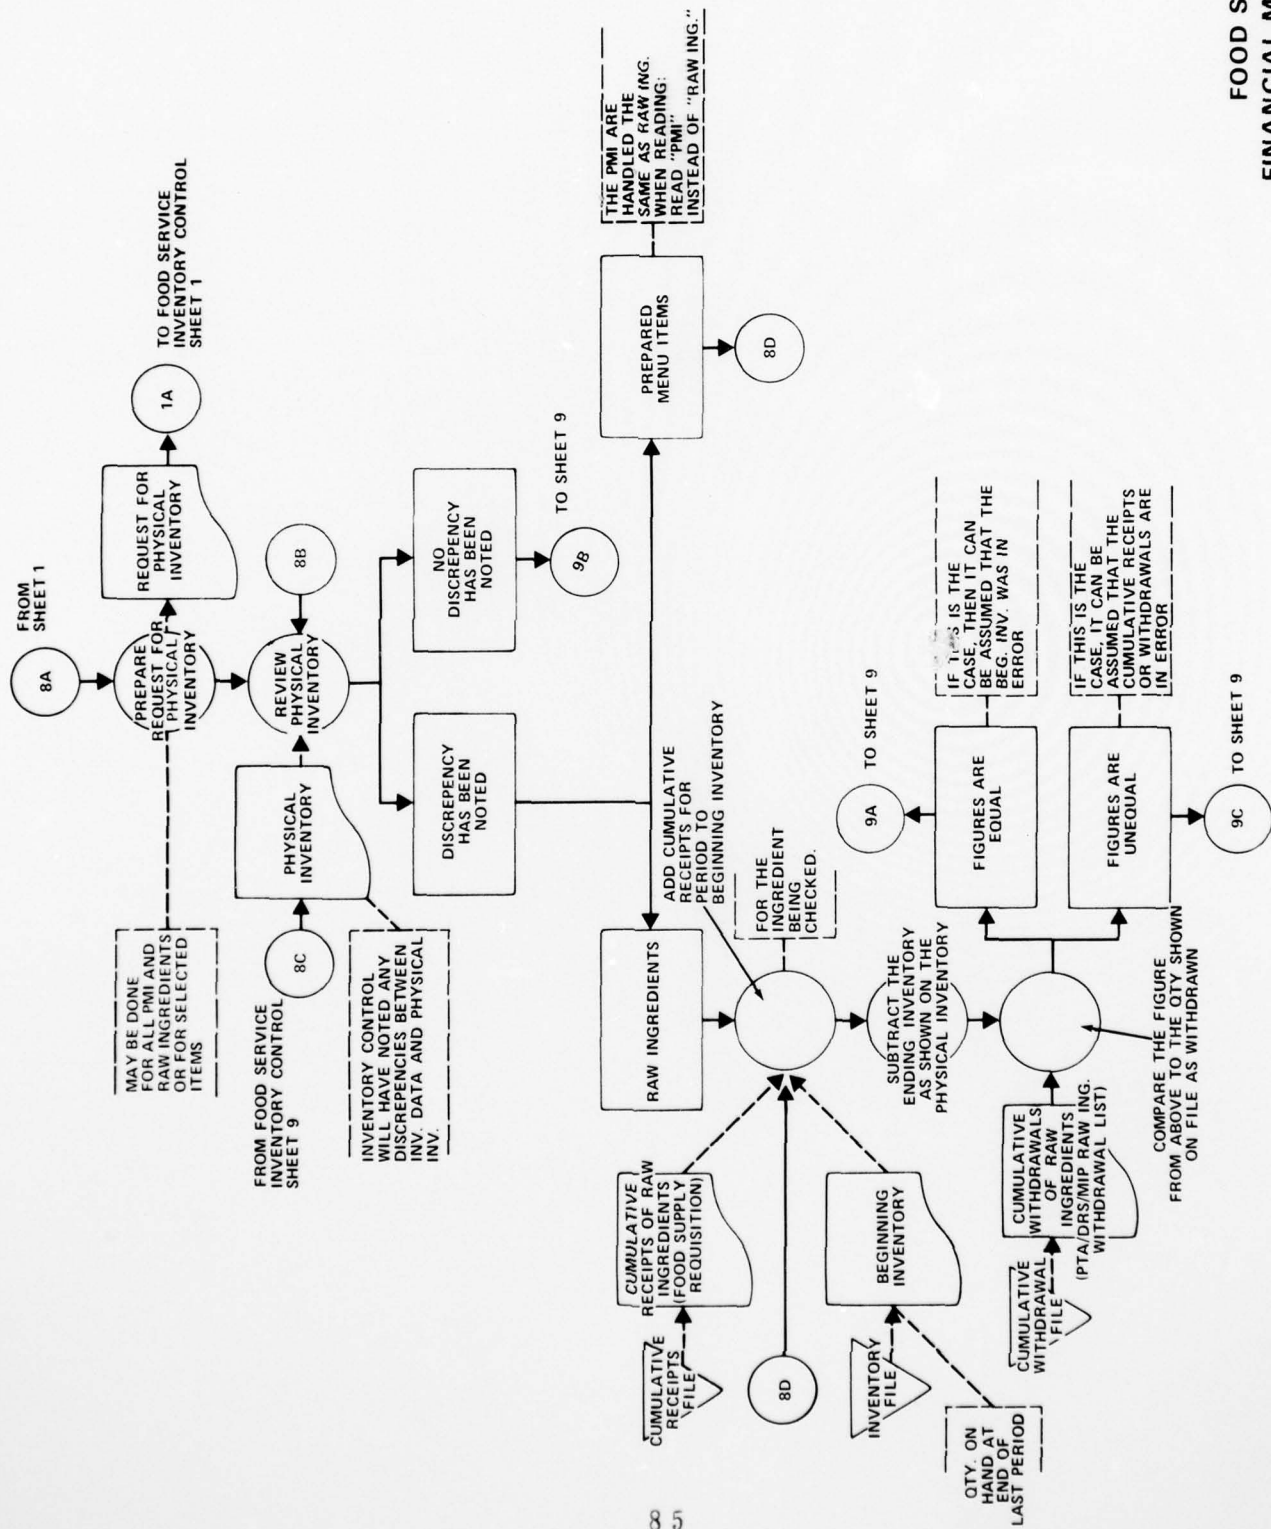 FROM
SHEET 1
8A
MAY BE DONE
FOR ALL PMI AND
RAW INGREDIENTS
OR FOR SELECTED
ITEMS
PREPARE
REQUEST FOR
PHYSICAL
INVENTORY
REQUEST FOR
PHYSICAL
INVENTORY
1A
TO FOOD SERVICE
INVENTORY CONTROL
SHEET 1
FROM FOOD SERVICE
INVENTORY CONTROL
SHEET 9
8C
PHYSICAL
INVENTORY
REVIEW
PHYSICAL
INVENTORY
8B
INVENTORY CONTROL
WILL HAVE NOTED ANY
DISCREPENCIES BETWEEN
INV. DATA AND PHYSICAL
INV.
DISCREPENCY
HAS BEEN
NOTED
NO
DISCREPENCY
HAS BEEN
NOTED
9B
TO SHEET 9
RAW INGREDIENTS
PREPARED
MENU ITEMS
THE PMI ARE
HANDLED THE
SAME AS RAW ING.
WHEN READING:
READ "PMI"
INSTEAD OF "RAW ING."
8D
ADD CUMULATIVE
RECEIPTS FOR
PERIOD TO
BEGINNING INVENTORY
FOR THE
INGREDIENT
BEING
CHECKED.
CUMULATIVE
RECEIPTS
FILE
CUMULATIVE
RECEIPTS OF RAW
INGREDIENTS
(FOOD SUPPLY
REQUISITION)
8D
INVENTORY
FILE
BEGINNING
INVENTORY
QTY. ON
HAND AT
END OF
LAST PERIOD
SUBTRACT THE
ENDING INVENTORY
AS SHOWN ON THE
PHYSICAL INVENTORY
9A
TO SHEET 9
FIGURES ARE
EQUAL
IS THE
CASE, THEN IT CAN
BE ASSUMED THAT THE
BEG. INV. WAS IN
ERROR
CUMULATIVE
WITHDRAWAL
FILE
CUMULATIVE
WITHDRAWALS
OF RAW
INGREDIENTS
(PTA/DRS/MIP RAW ING.
WITHDRAWAL LIST)
COMPARE THE FIGURE
FROM ABOVE TO THE QTY SHOWN
ON FILE AS WITHDRAWN
FIGURES ARE
UNEQUAL
IF THIS IS THE
CASE, IT CAN BE
ASSUMED THAT THE
CUMULATIVE RECEIPTS
OR WITHDRAWALS ARE
IN ERROR
9C
TO SHEET 9
FOOD S
FINANCIAL M
85